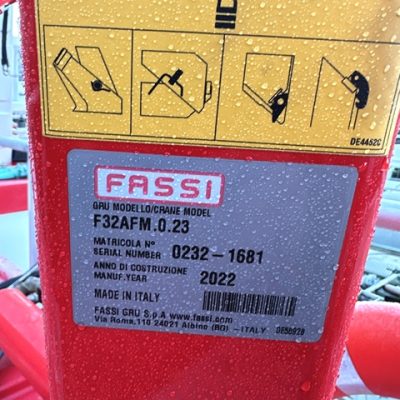 DE4452C
FASSI
GRU MODELLO/CRANE MODEL
F32AFM.0.23
MATRICOLA N°
SERIAL NUMBER 0232-1681
ANNO DI COSTRUZIONE
MANUF.YEAR 2022
MADE IN ITALY
FASSI GRU S.p.A www.fassi.com
Via Roma,110 24021 Albino (BG) - ITALY